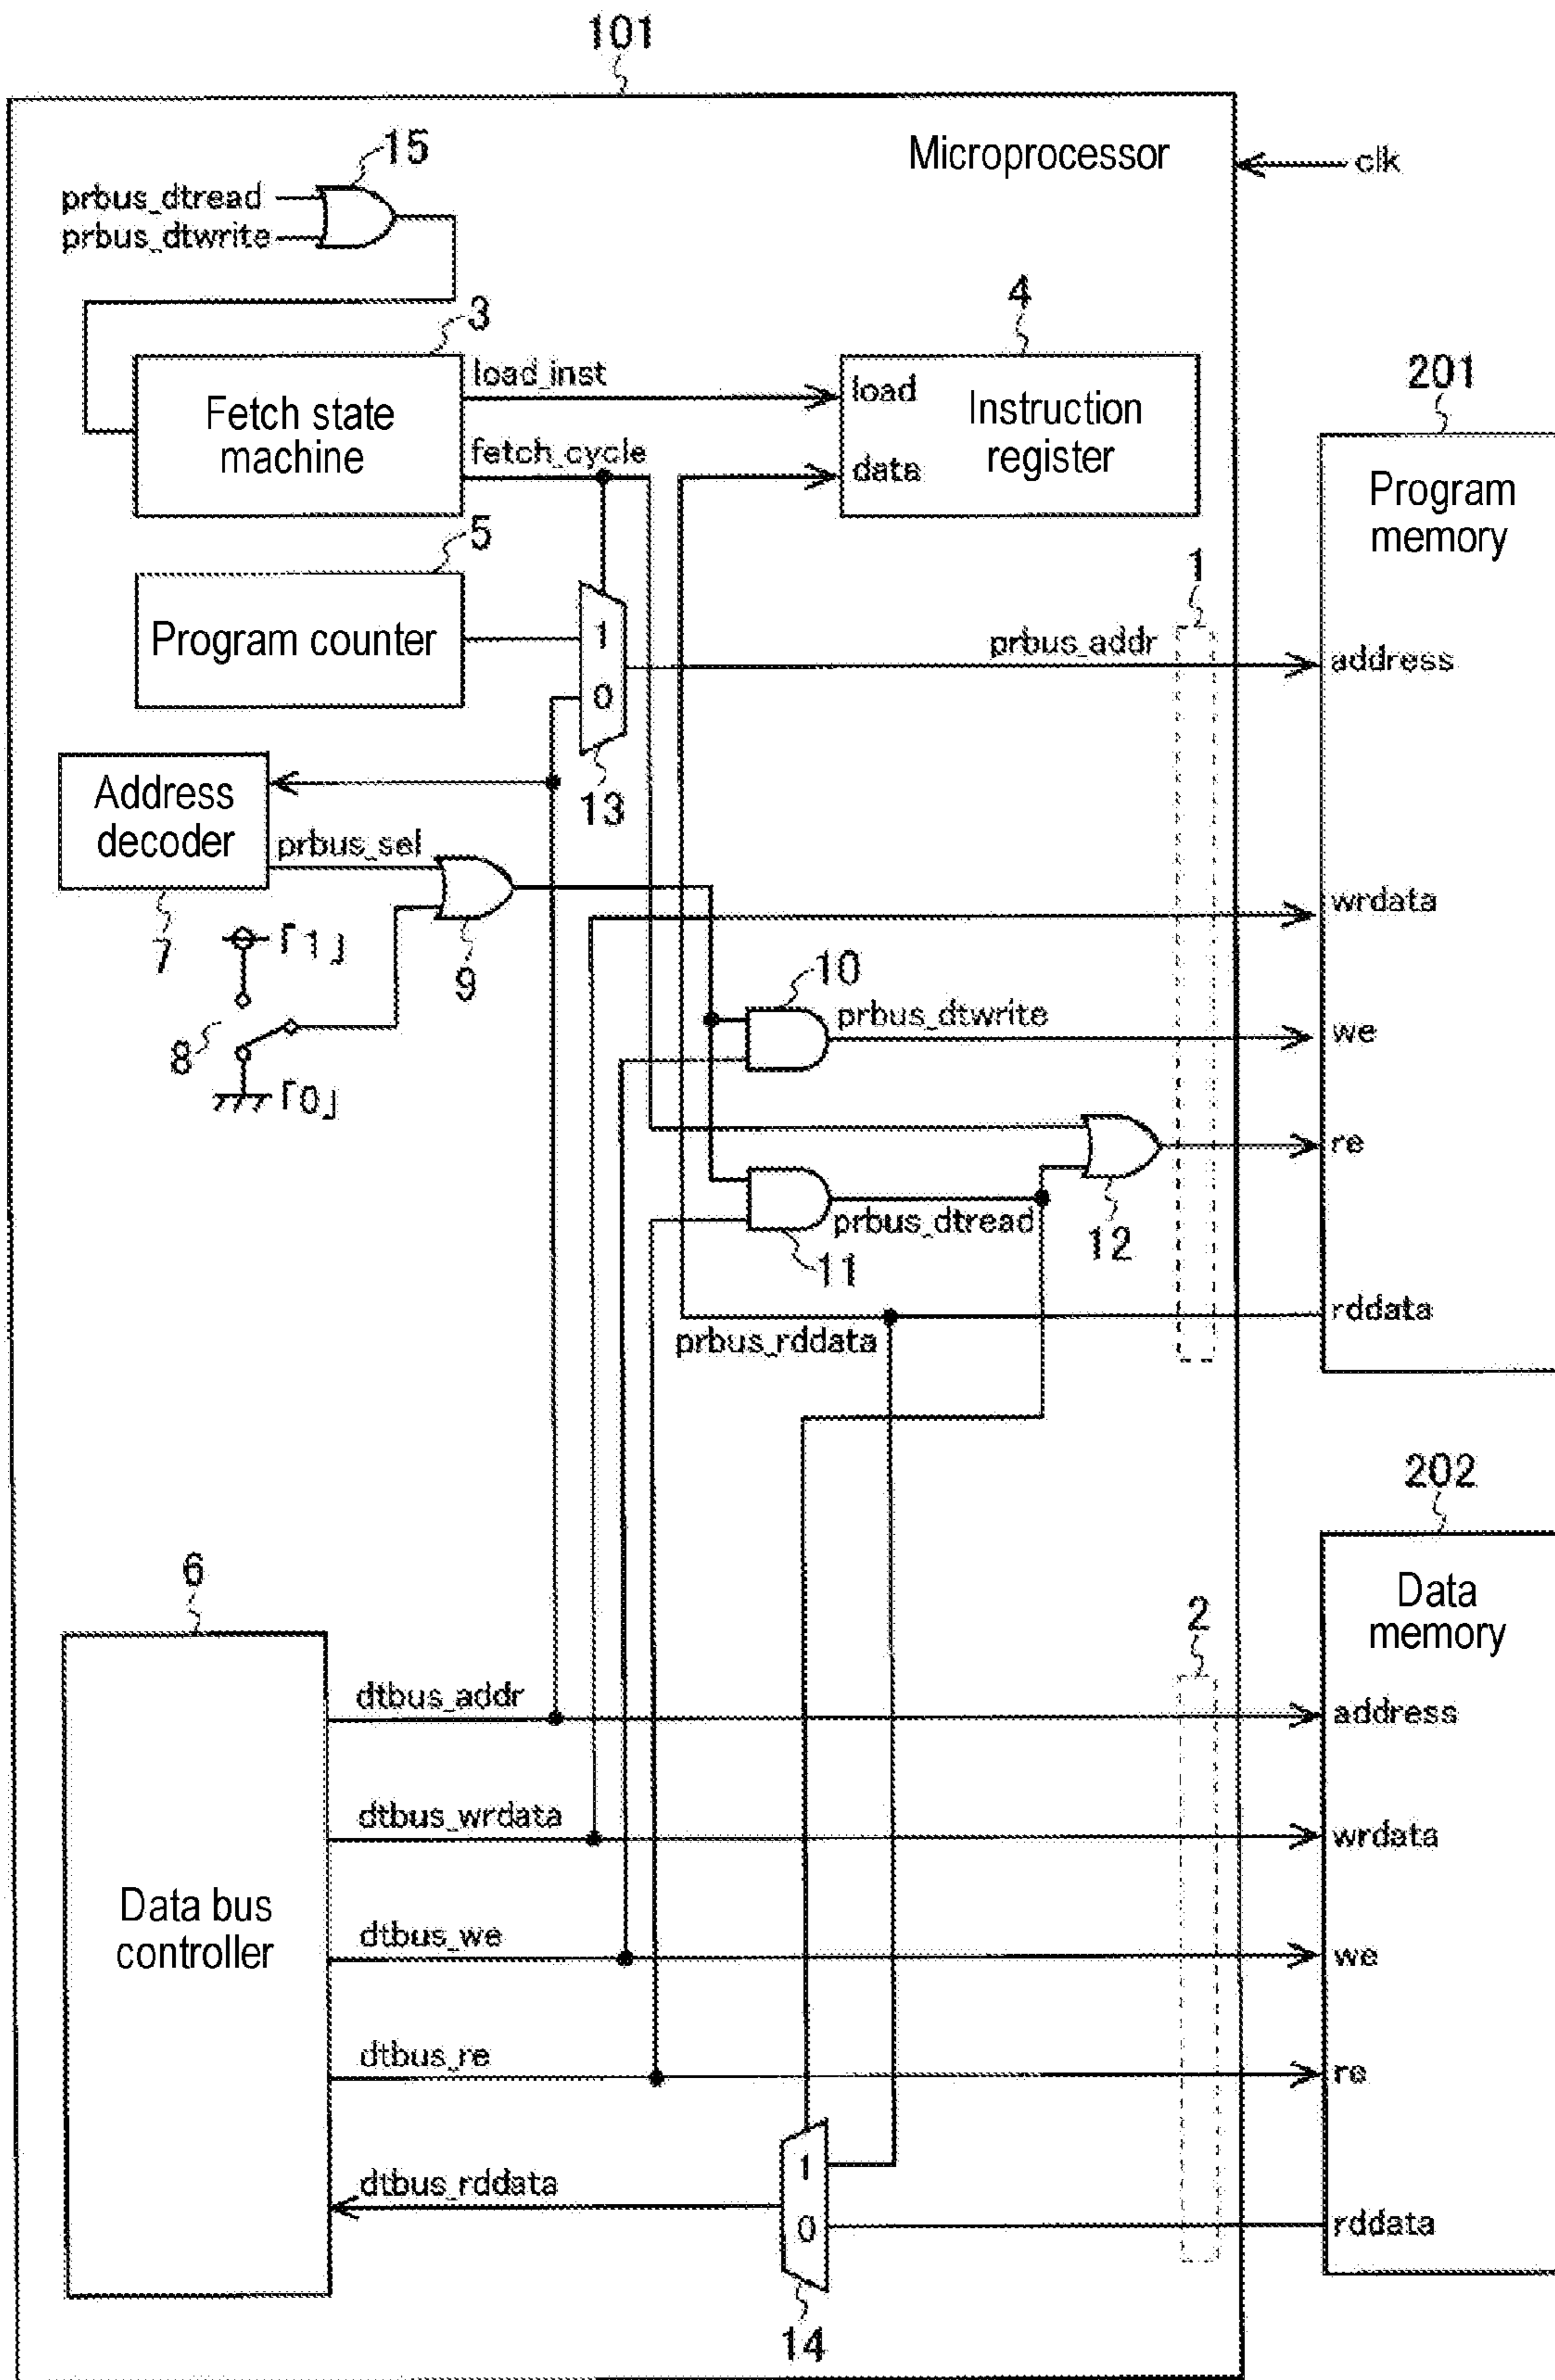 101
Microprocessor
clk
15
prbus_dtread
prbus_dtwrite
3
load_inst
Fetch state
machine
fetch_cycle
4
load
Instruction
register
data
201
Program
memory
5
Program counter
1
0
13
1
prbus_addr
address
Address
decoder
7
prbus_sel
9
「1」
8
「0」
wrdata
10
prbus_dtwrite
we
11
prbus_dtread
12
re
prbus_rddata
rddata
202
Data
memory
6
Data bus
controller
2
dtbus_addr
address
dtbus_wrdata
wrdata
dtbus_we
we
dtbus_re
re
dtbus_rddata
1
0
14
rddata